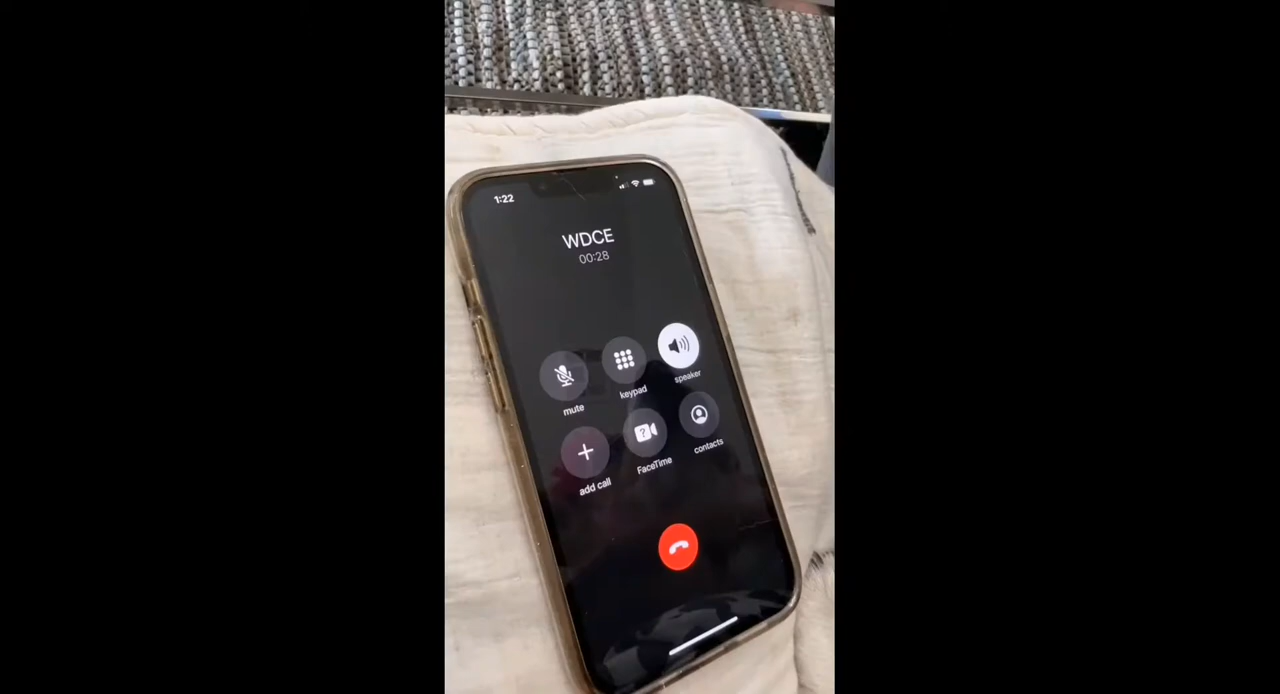 1:22
WDCE
00:28
mute
keypad
speaker
add call
FaceTime
contacts